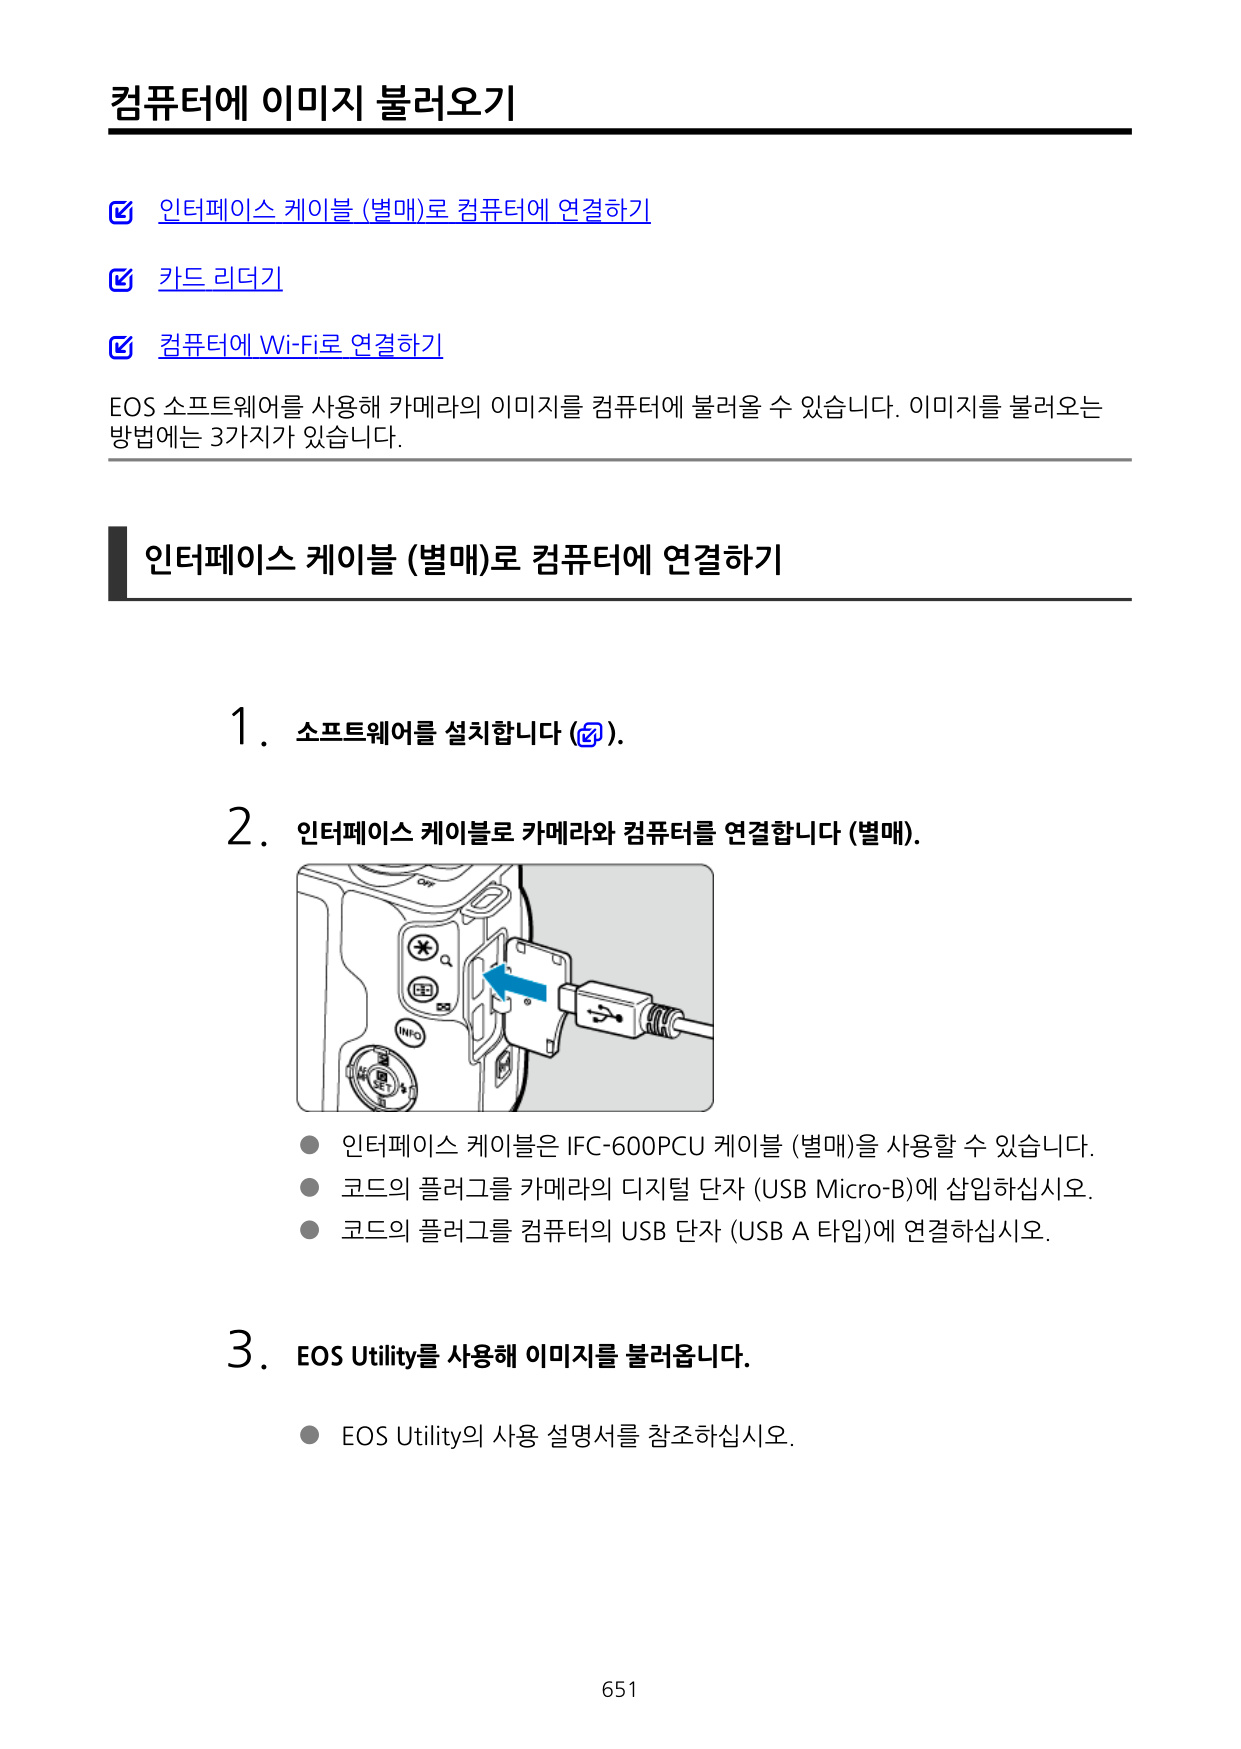 컴퓨터에 이미지 불러오기
인터페이스 케이블 (별매)로 컴퓨터에 연결하기
카드 리더기
컴퓨터에 Wi-Fi로 연결하기
EOS 소프트웨어를 사용해 카메라의 이미지를 컴퓨터에 불러올 수 있습니다. 이미지를 불러오는
방법에는 3가지가 있습니다.
인터페이스 케이블 (별매)로 컴퓨터에 연결하기
1. 소프트웨어를 설치합니다 ( ).
2. 인터페이스 케이블로 카메라와 컴퓨터를 연결합니다 (별매).
OFF
INFO
SET
● 인터페이스 케이블은 IFC-600PCU 케이블 (별매)을 사용할 수 있습니다.
● 코드의 플러그를 카메라의 디지털 단자 (USB Micro-B)에 삽입하십시오.
● 코드의 플러그를 컴퓨터의 USB 단자 (USB A 타입)에 연결하십시오.
3. EOS Utility를 사용해 이미지를 불러옵니다.
● EOS Utility의 사용 설명서를 참조하십시오.
651